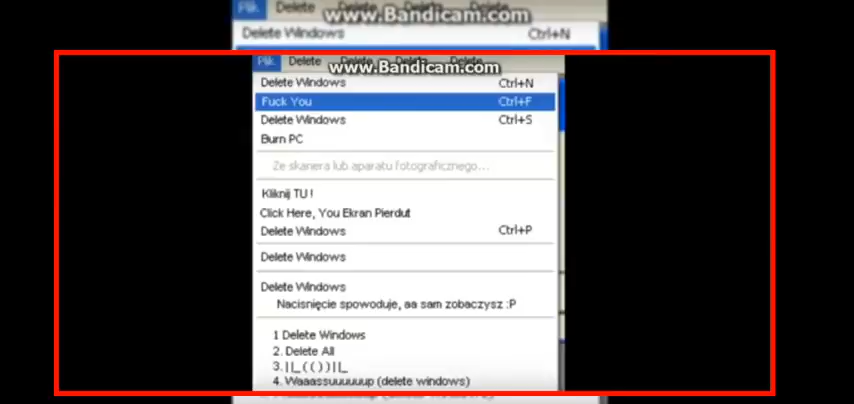 Plik Delete Delete Delete Delete
www.Bandicam.com
Delete Windows Ctrl+N
Plik Delete Delete Delete Delete
www.Bandicam.com
Delete Windows Ctrl+N
Fuck You Ctrl+F
Delete Windows Ctrl+S
Burn PC
Ze skanera lub aparatu fotograficznego...
Kliknij TU !
Click Here, You Ekran Pierdut
Delete Windows Ctrl+P
Delete Windows
Delete Windows
Nacisnięcie spowoduje, aa sam zobaczysz :P
1 Delete Windows
2. Delete All
3. ||_( ( ) )||_
4. Waaassuuuuuup (delete windows)